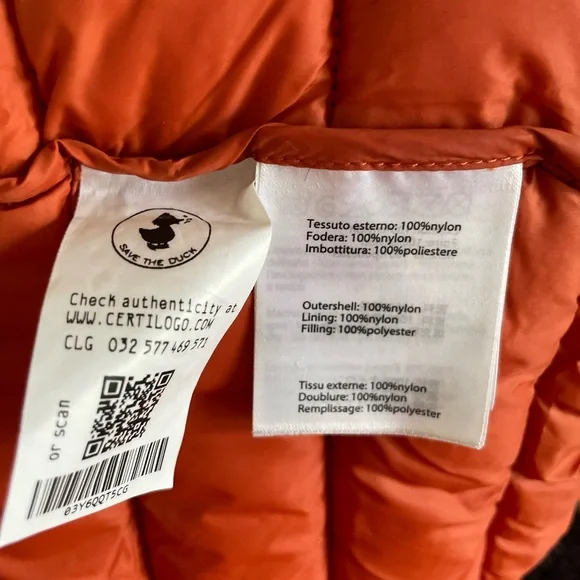 SAVE THE DUCK
Check authenticity at
WWW.CERTILOGO.COM
CLG 032 577 469 571
or scan
03Y6QQT5CG
Tessuto esterno: 100%nylon
Fodera: 100%nylon
Imbottitura: 100%poliestere
Outershell: 100%nylon
Lining: 100%nylon
Filling: 100%polyester
Tissu externe: 100%nylon
Doublure: 100%nylon
Remplissage: 100%polyester